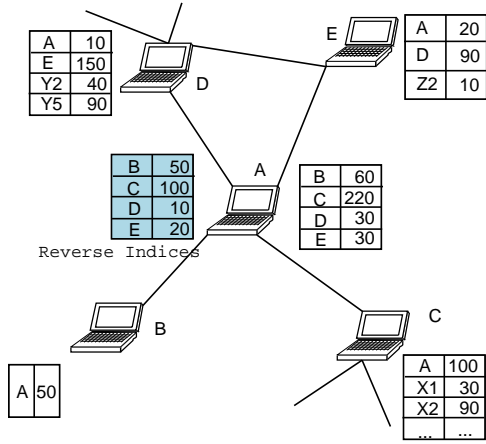 E
A 20
D 90
Z2 10
A 10
E 150
Y2 40
Y5 90
D
A
B 50
C 100
D 10
E 20
Reverse Indices
B 60
C 220
D 30
E 30
B
A 50
C
A 100
X1 30
X2 90
... ...